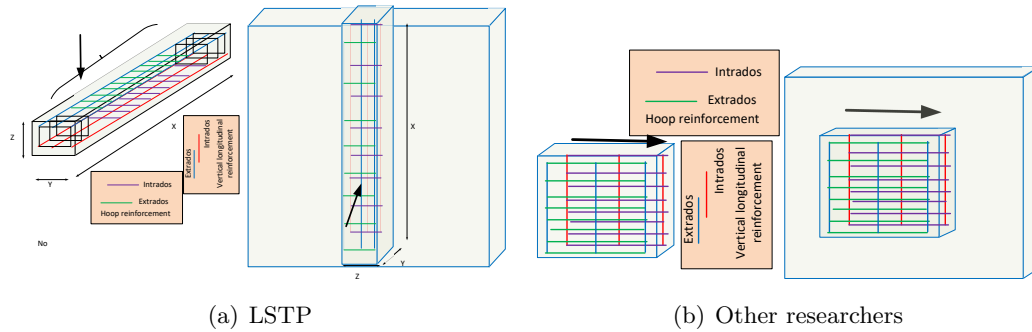 Z
Y
X
Extrados
Intrados
Vertical longitudinal
reinforcement
Intrados
Extrados
Hoop reinforcement
No
X
Y
Z
Intrados
Extrados
Hoop reinforcement
Extrados
Intrados
Vertical longitudinal
reinforcement
(a) LSTP
(b) Other researchers